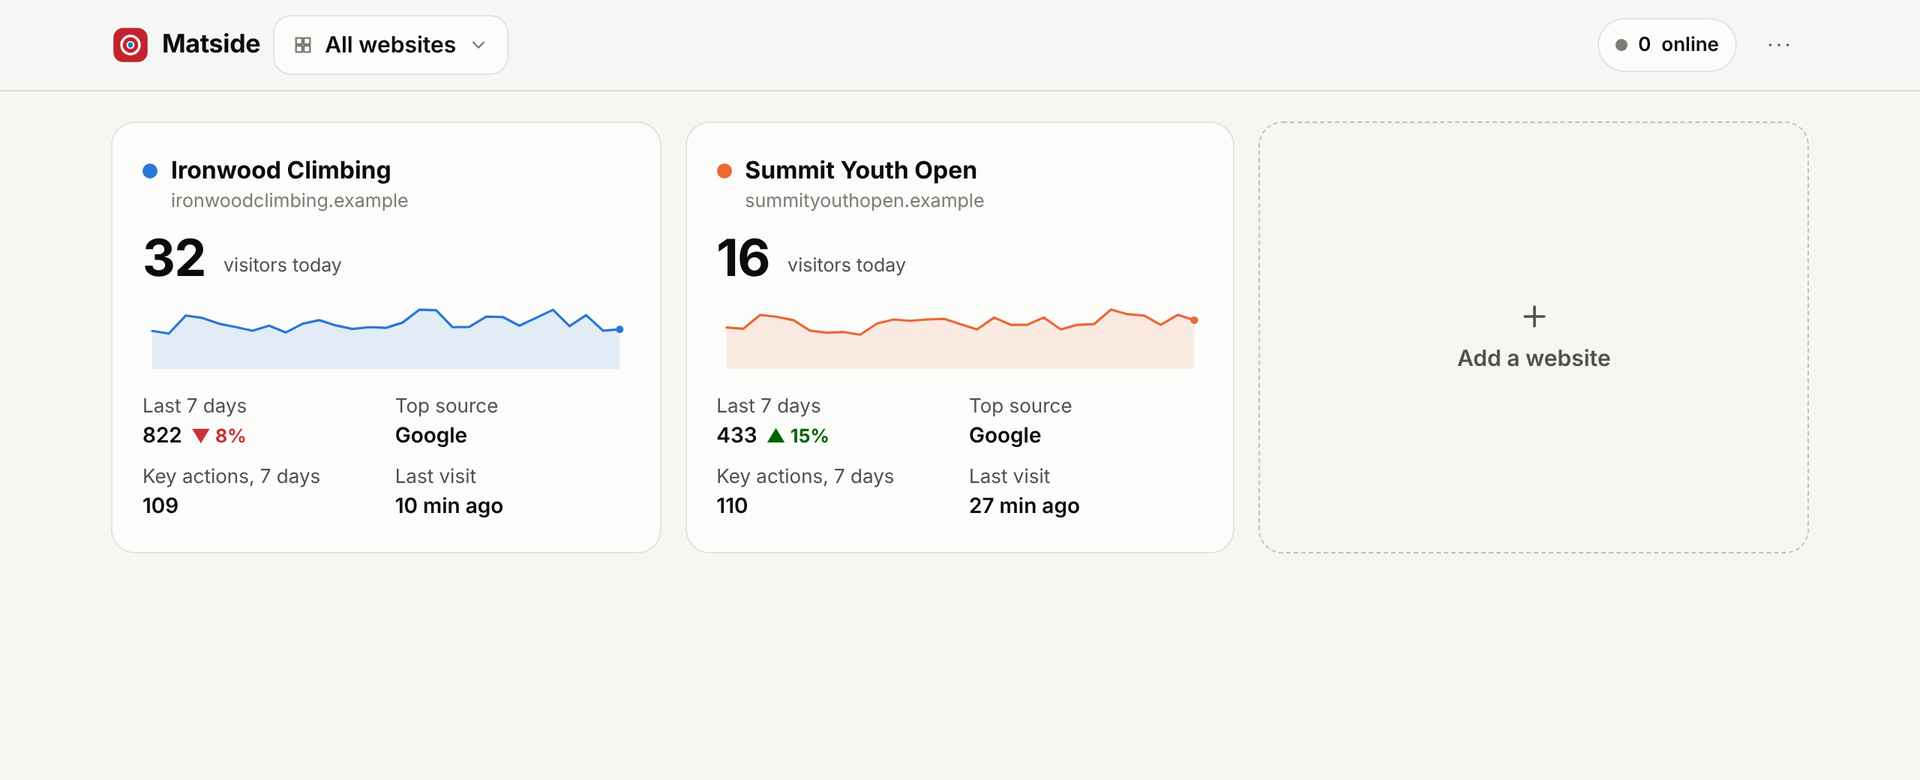 Matside
All websites
0 online
Ironwood Climbing
ironwoodclimbing.example
32 visitors today
Last 7 days
822 ▼ 8%
Top source
Google
Key actions, 7 days
109
Last visit
10 min ago
Summit Youth Open
summityouthopen.example
16 visitors today
Last 7 days
433 ▲ 15%
Top source
Google
Key actions, 7 days
110
Last visit
27 min ago
Add a website